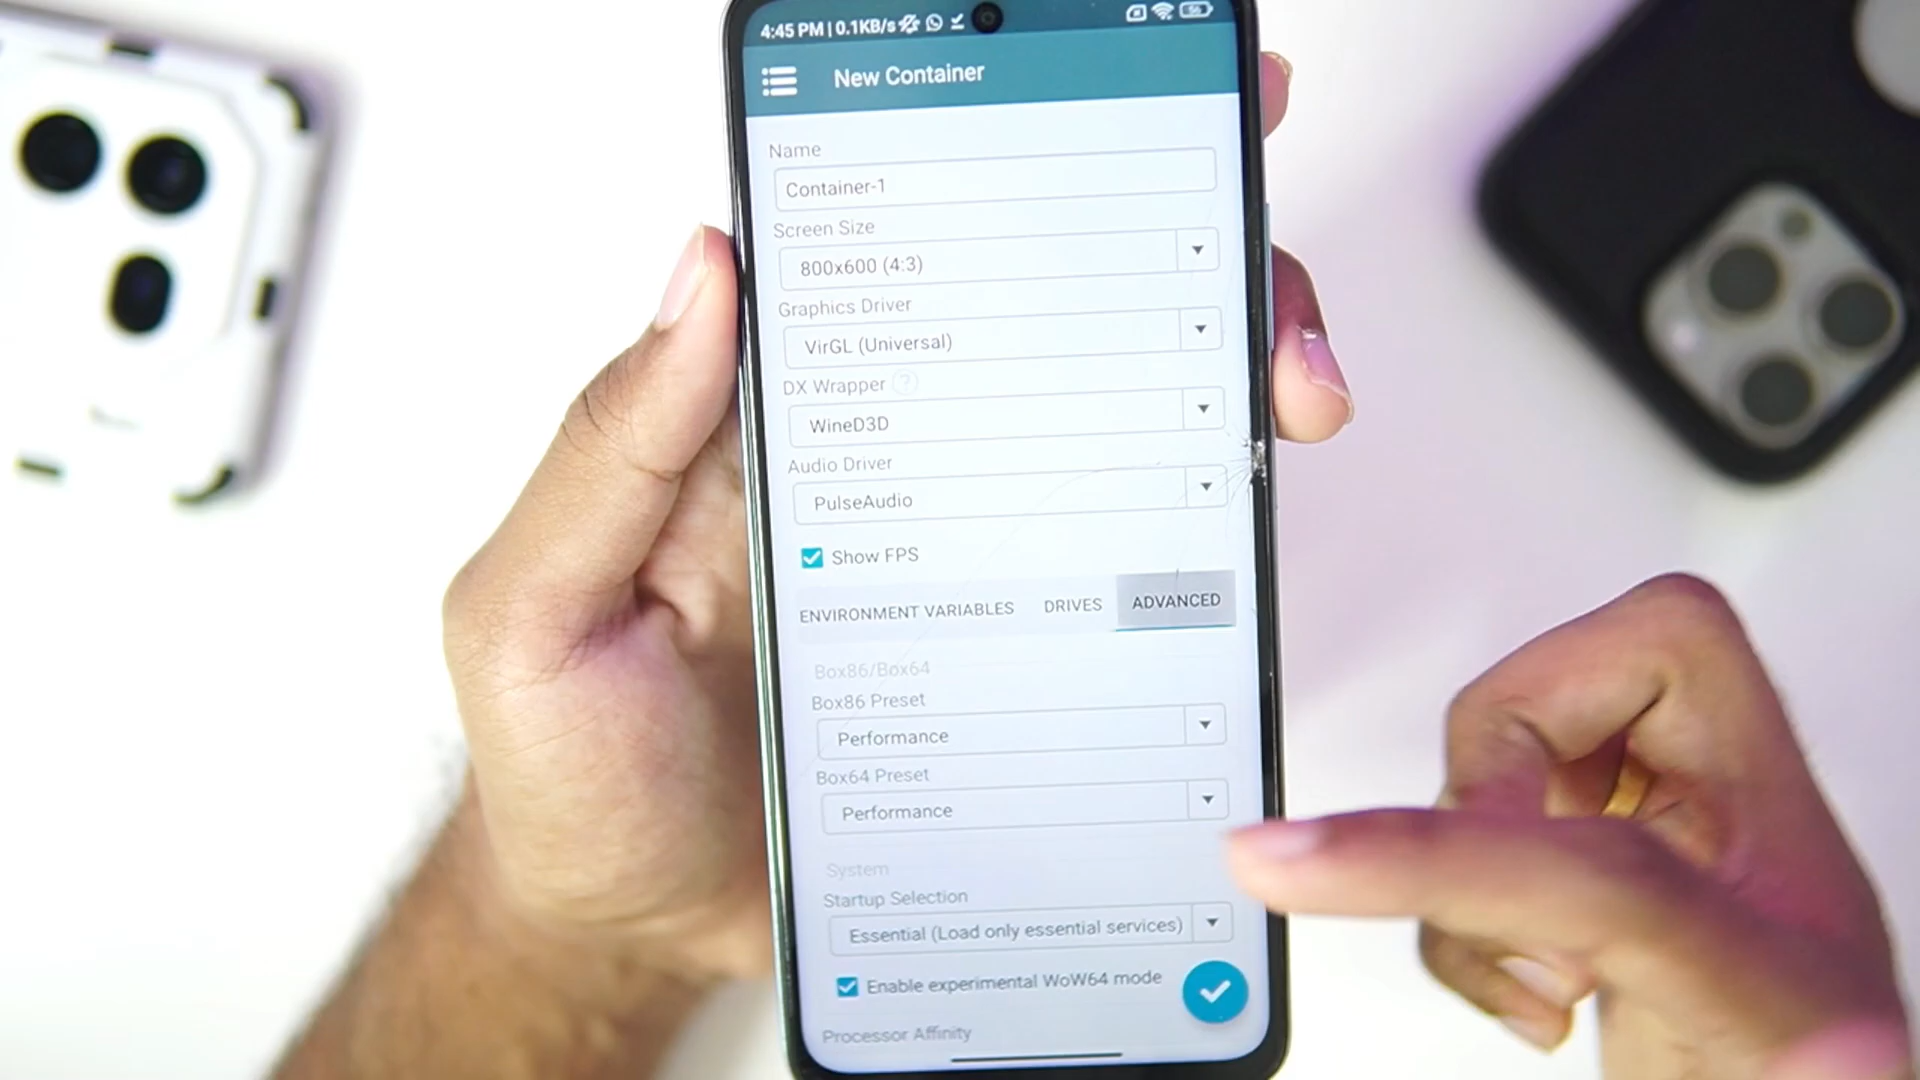 4:45 PM | 0.1KB/s
56
New Container
Name
Container-1
Screen Size
800x600 (4:3)
Graphics Driver
VirGL (Universal)
DX Wrapper ?
WineD3D
Audio Driver
PulseAudio
Show FPS
ENVIRONMENT VARIABLES DRIVES ADVANCED
Box86/Box64
Box86 Preset
Performance
Box64 Preset
Performance
System
Startup Selection
Essential (Load only essential services)
Enable experimental WoW64 mode
Processor Affinity